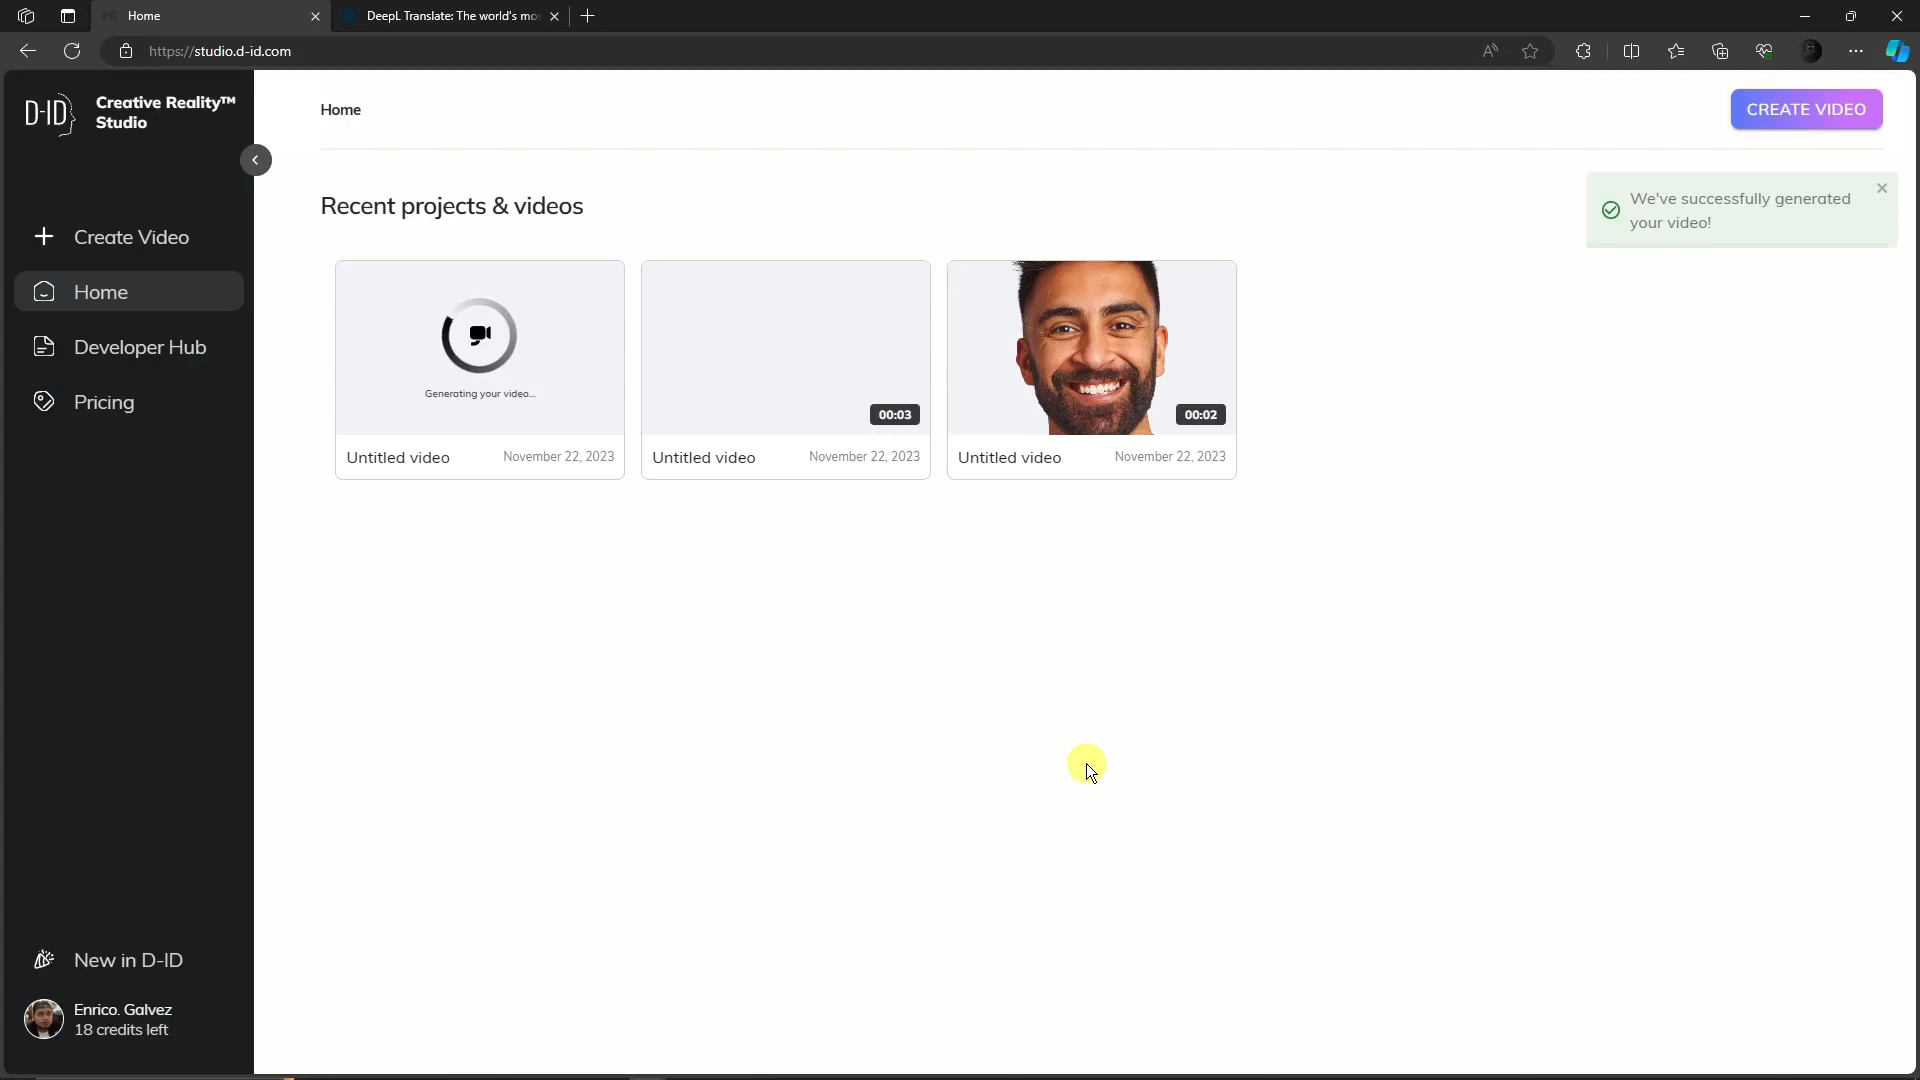 Home
DeepL Translate: The world's mos
https://studio.d-id.com
D-ID
Creative Reality™
Studio
Home
CREATE VIDEO
We've successfully generated
your video!
Recent projects & videos
Create Video
Home
Developer Hub
Pricing
Generating your video...
00:03
00:02
Untitled video
November 22, 2023
Untitled video
November 22, 2023
Untitled video
November 22, 2023
New in D-ID
Enrico. Galvez
18 credits left